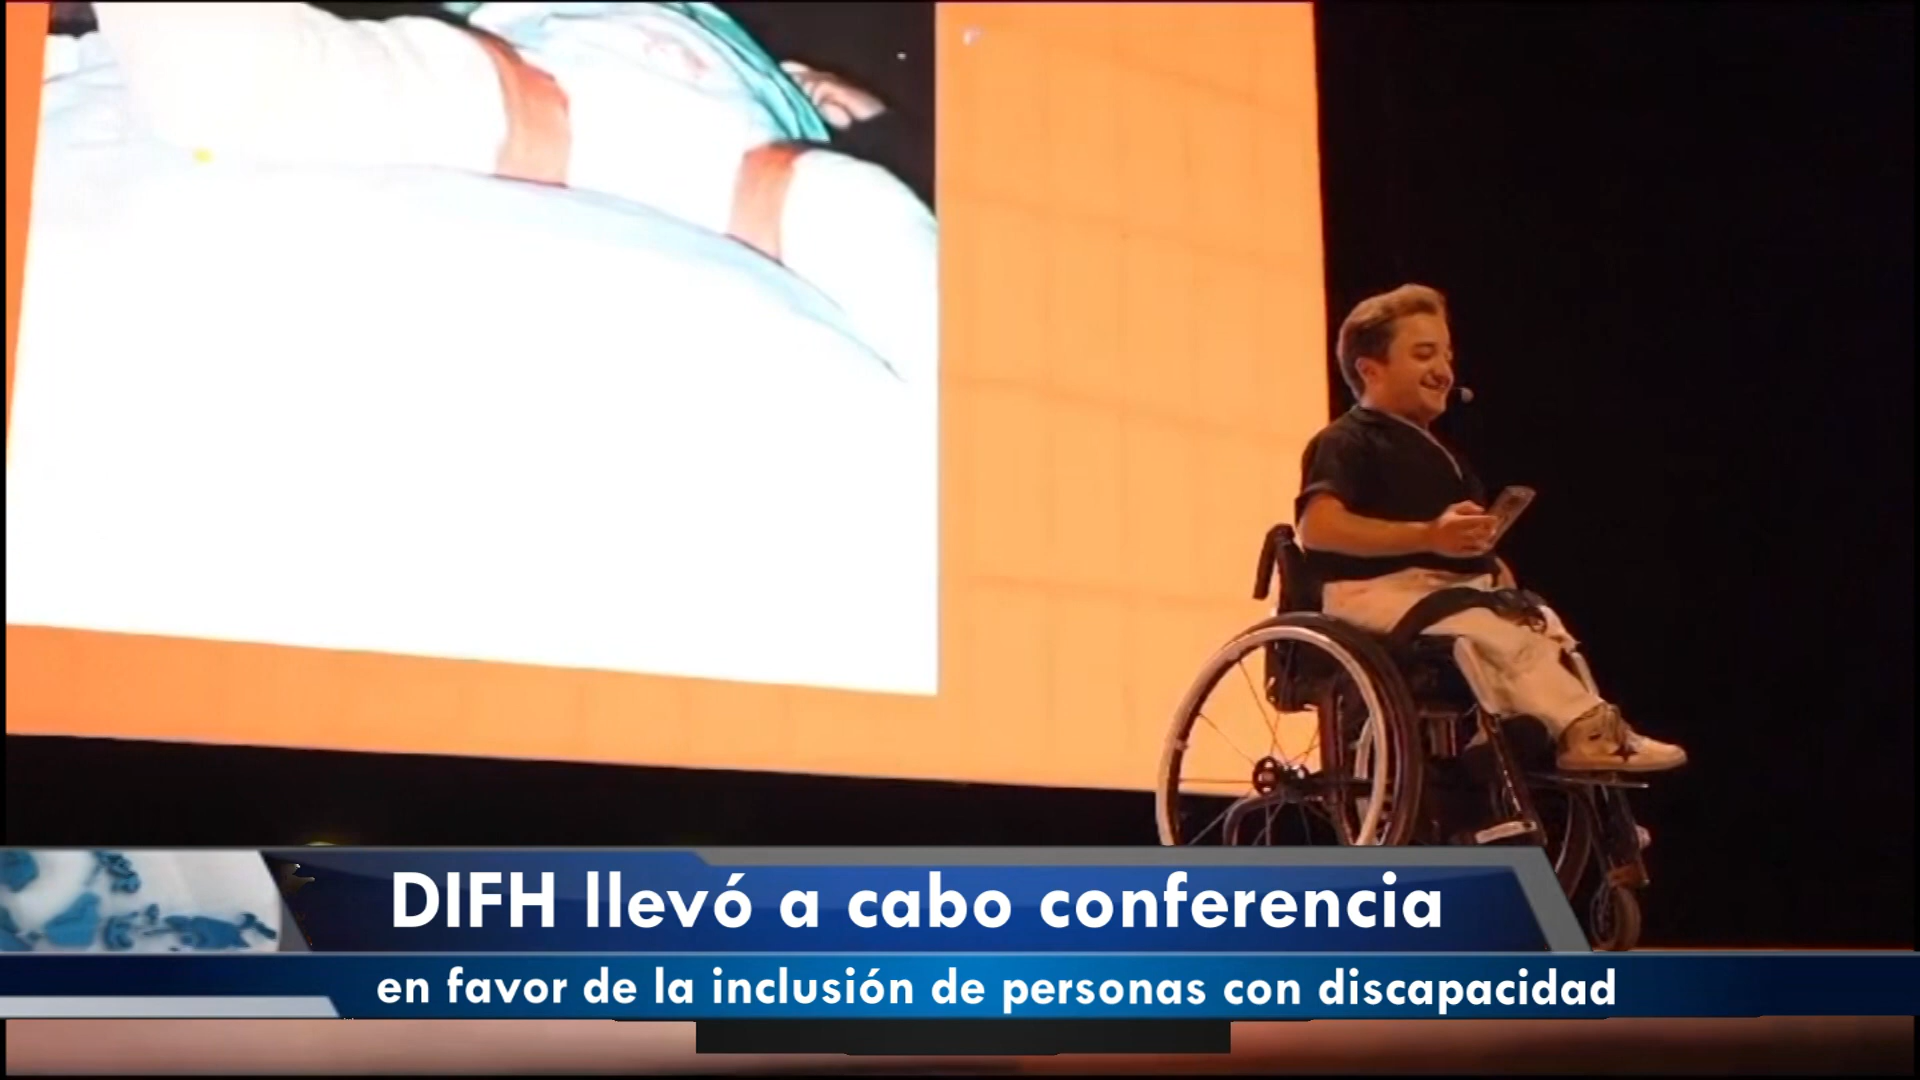 DIFH llevó a cabo conferencia
en favor de la inclusión de personas con discapacidad